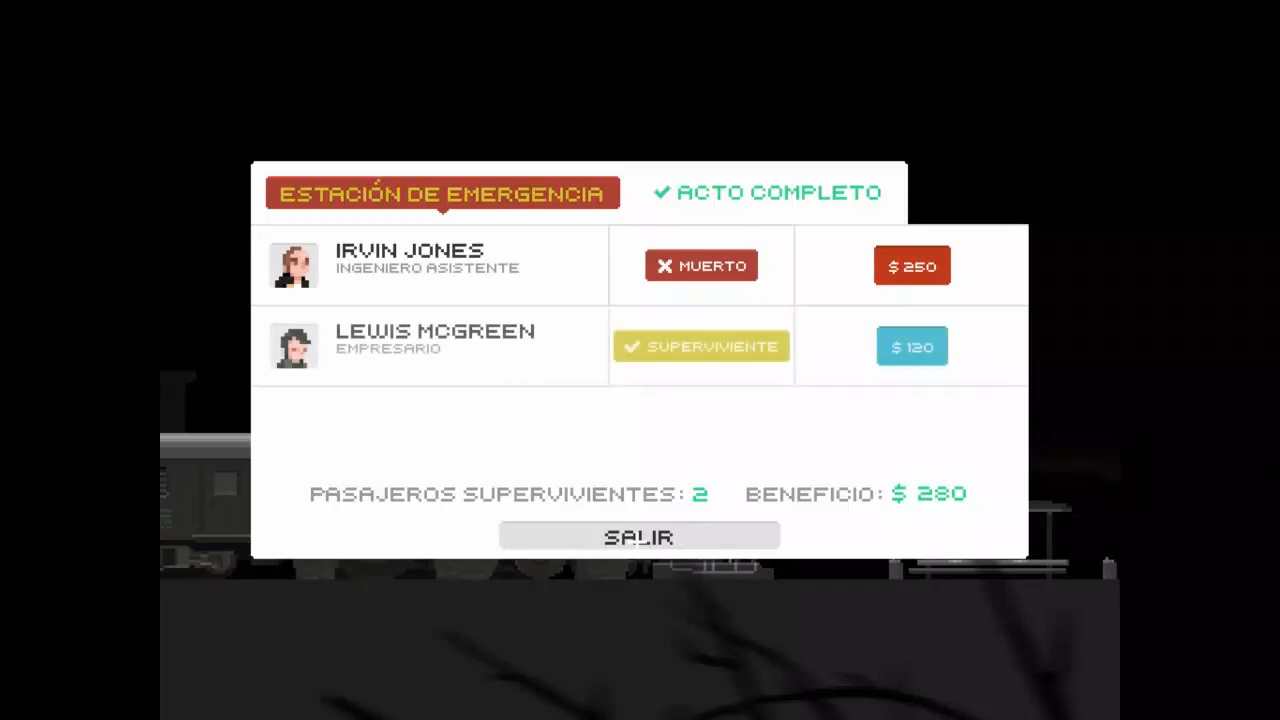 ESTACIÓN DE EMERGENCIA
ACTO COMPLETO
IRVIN JONES
INGENIERO ASISTENTE
MUERTO
$ 250
LEWIS MCGREEN
EMPRESARIO
SUPERVIVIENTE
$ 120
PASAJEROS SUPERVIVIENTES: 2 BENEFICIO: $ 280
SALIR